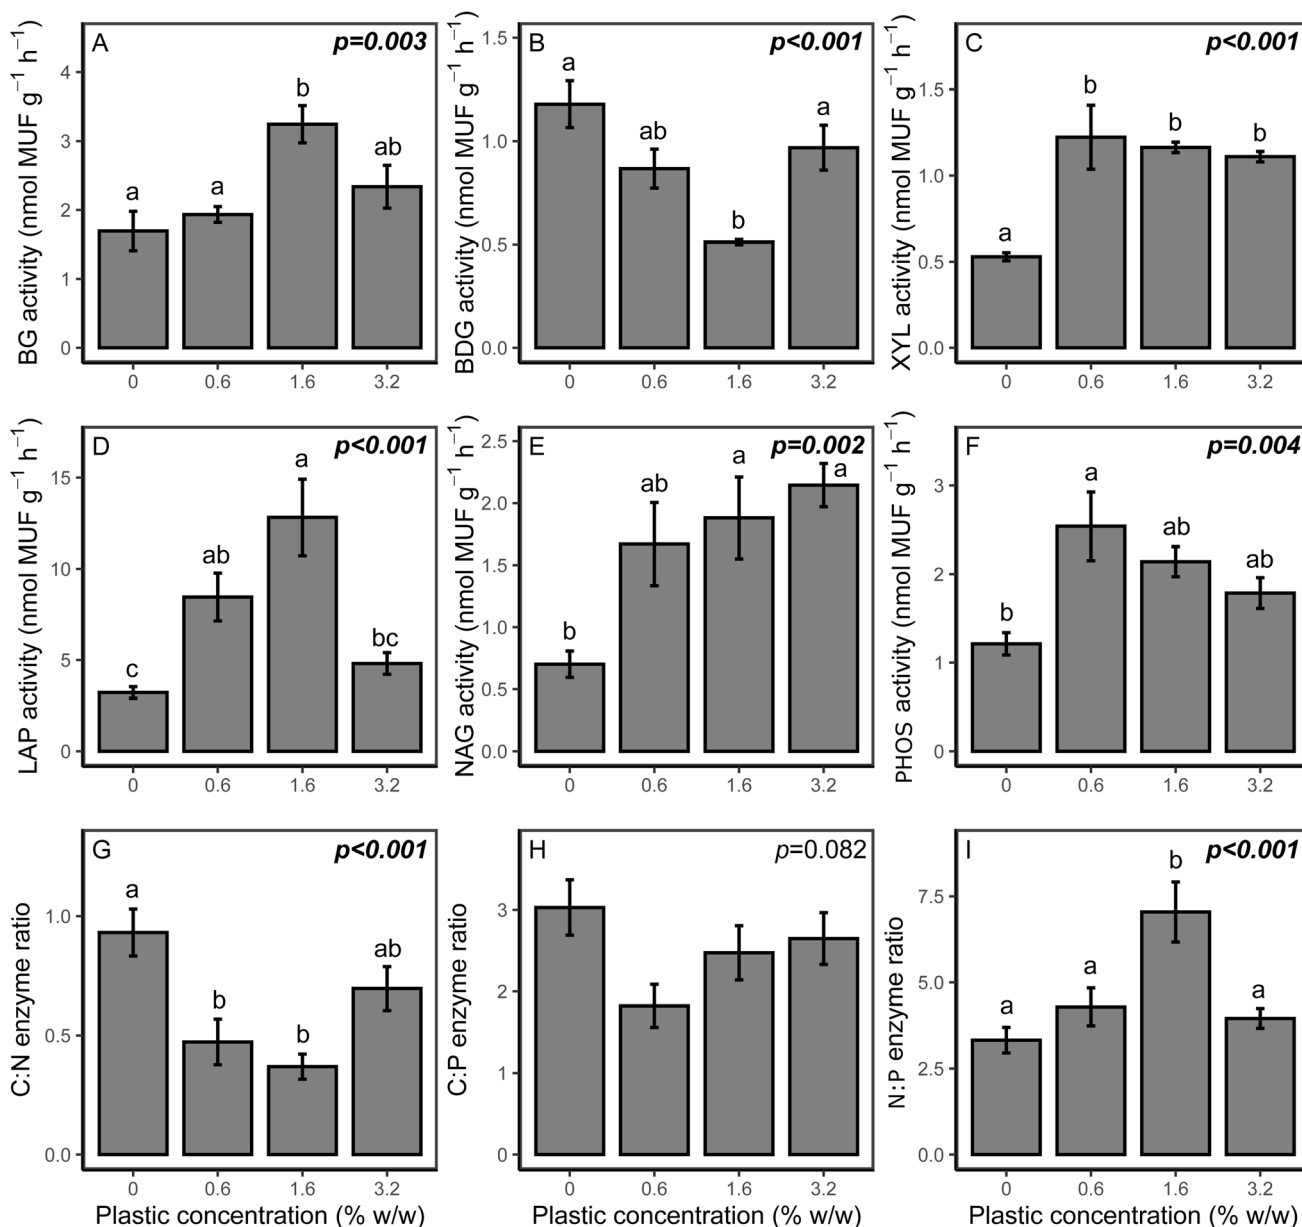 A
p=0.003
BG activity (nmol MUF g⁻¹ h⁻¹)
4
3
2
1
0
a
a
b
ab
0
0.6
1.6
3.2
B
p<0.001
BDG activity (nmol MUF g⁻¹ h⁻¹)
1.5
1.0
0.5
0.0
a
ab
b
a
0
0.6
1.6
3.2
C
p<0.001
XYL activity (nmol MUF g⁻¹ h⁻¹)
1.5
1.0
0.5
0.0
a
b
b
b
0
0.6
1.6
3.2
D
p<0.001
LAP activity (nmol MUF g⁻¹ h⁻¹)
15
10
5
0
c
ab
a
bc
0
0.6
1.6
3.2
E
p=0.002
NAG activity (nmol MUF g⁻¹ h⁻¹)
2.5
2.0
1.5
1.0
0.5
0.0
b
ab
a
a
0
0.6
1.6
3.2
F
p=0.004
PHOS activity (nmol MUF g⁻¹ h⁻¹)
3
2
1
0
b
a
ab
ab
0
0.6
1.6
3.2
G
p<0.001
C:N enzyme ratio
1.0
0.5
0.0
a
b
b
ab
0
0.6
1.6
3.2
Plastic concentration (% w/w)
H
p=0.082
C:P enzyme ratio
3
2
1
0
0
0.6
1.6
3.2
Plastic concentration (% w/w)
I
p<0.001
N:P enzyme ratio
7.5
5.0
2.5
0.0
a
a
b
a
0
0.6
1.6
3.2
Plastic concentration (% w/w)